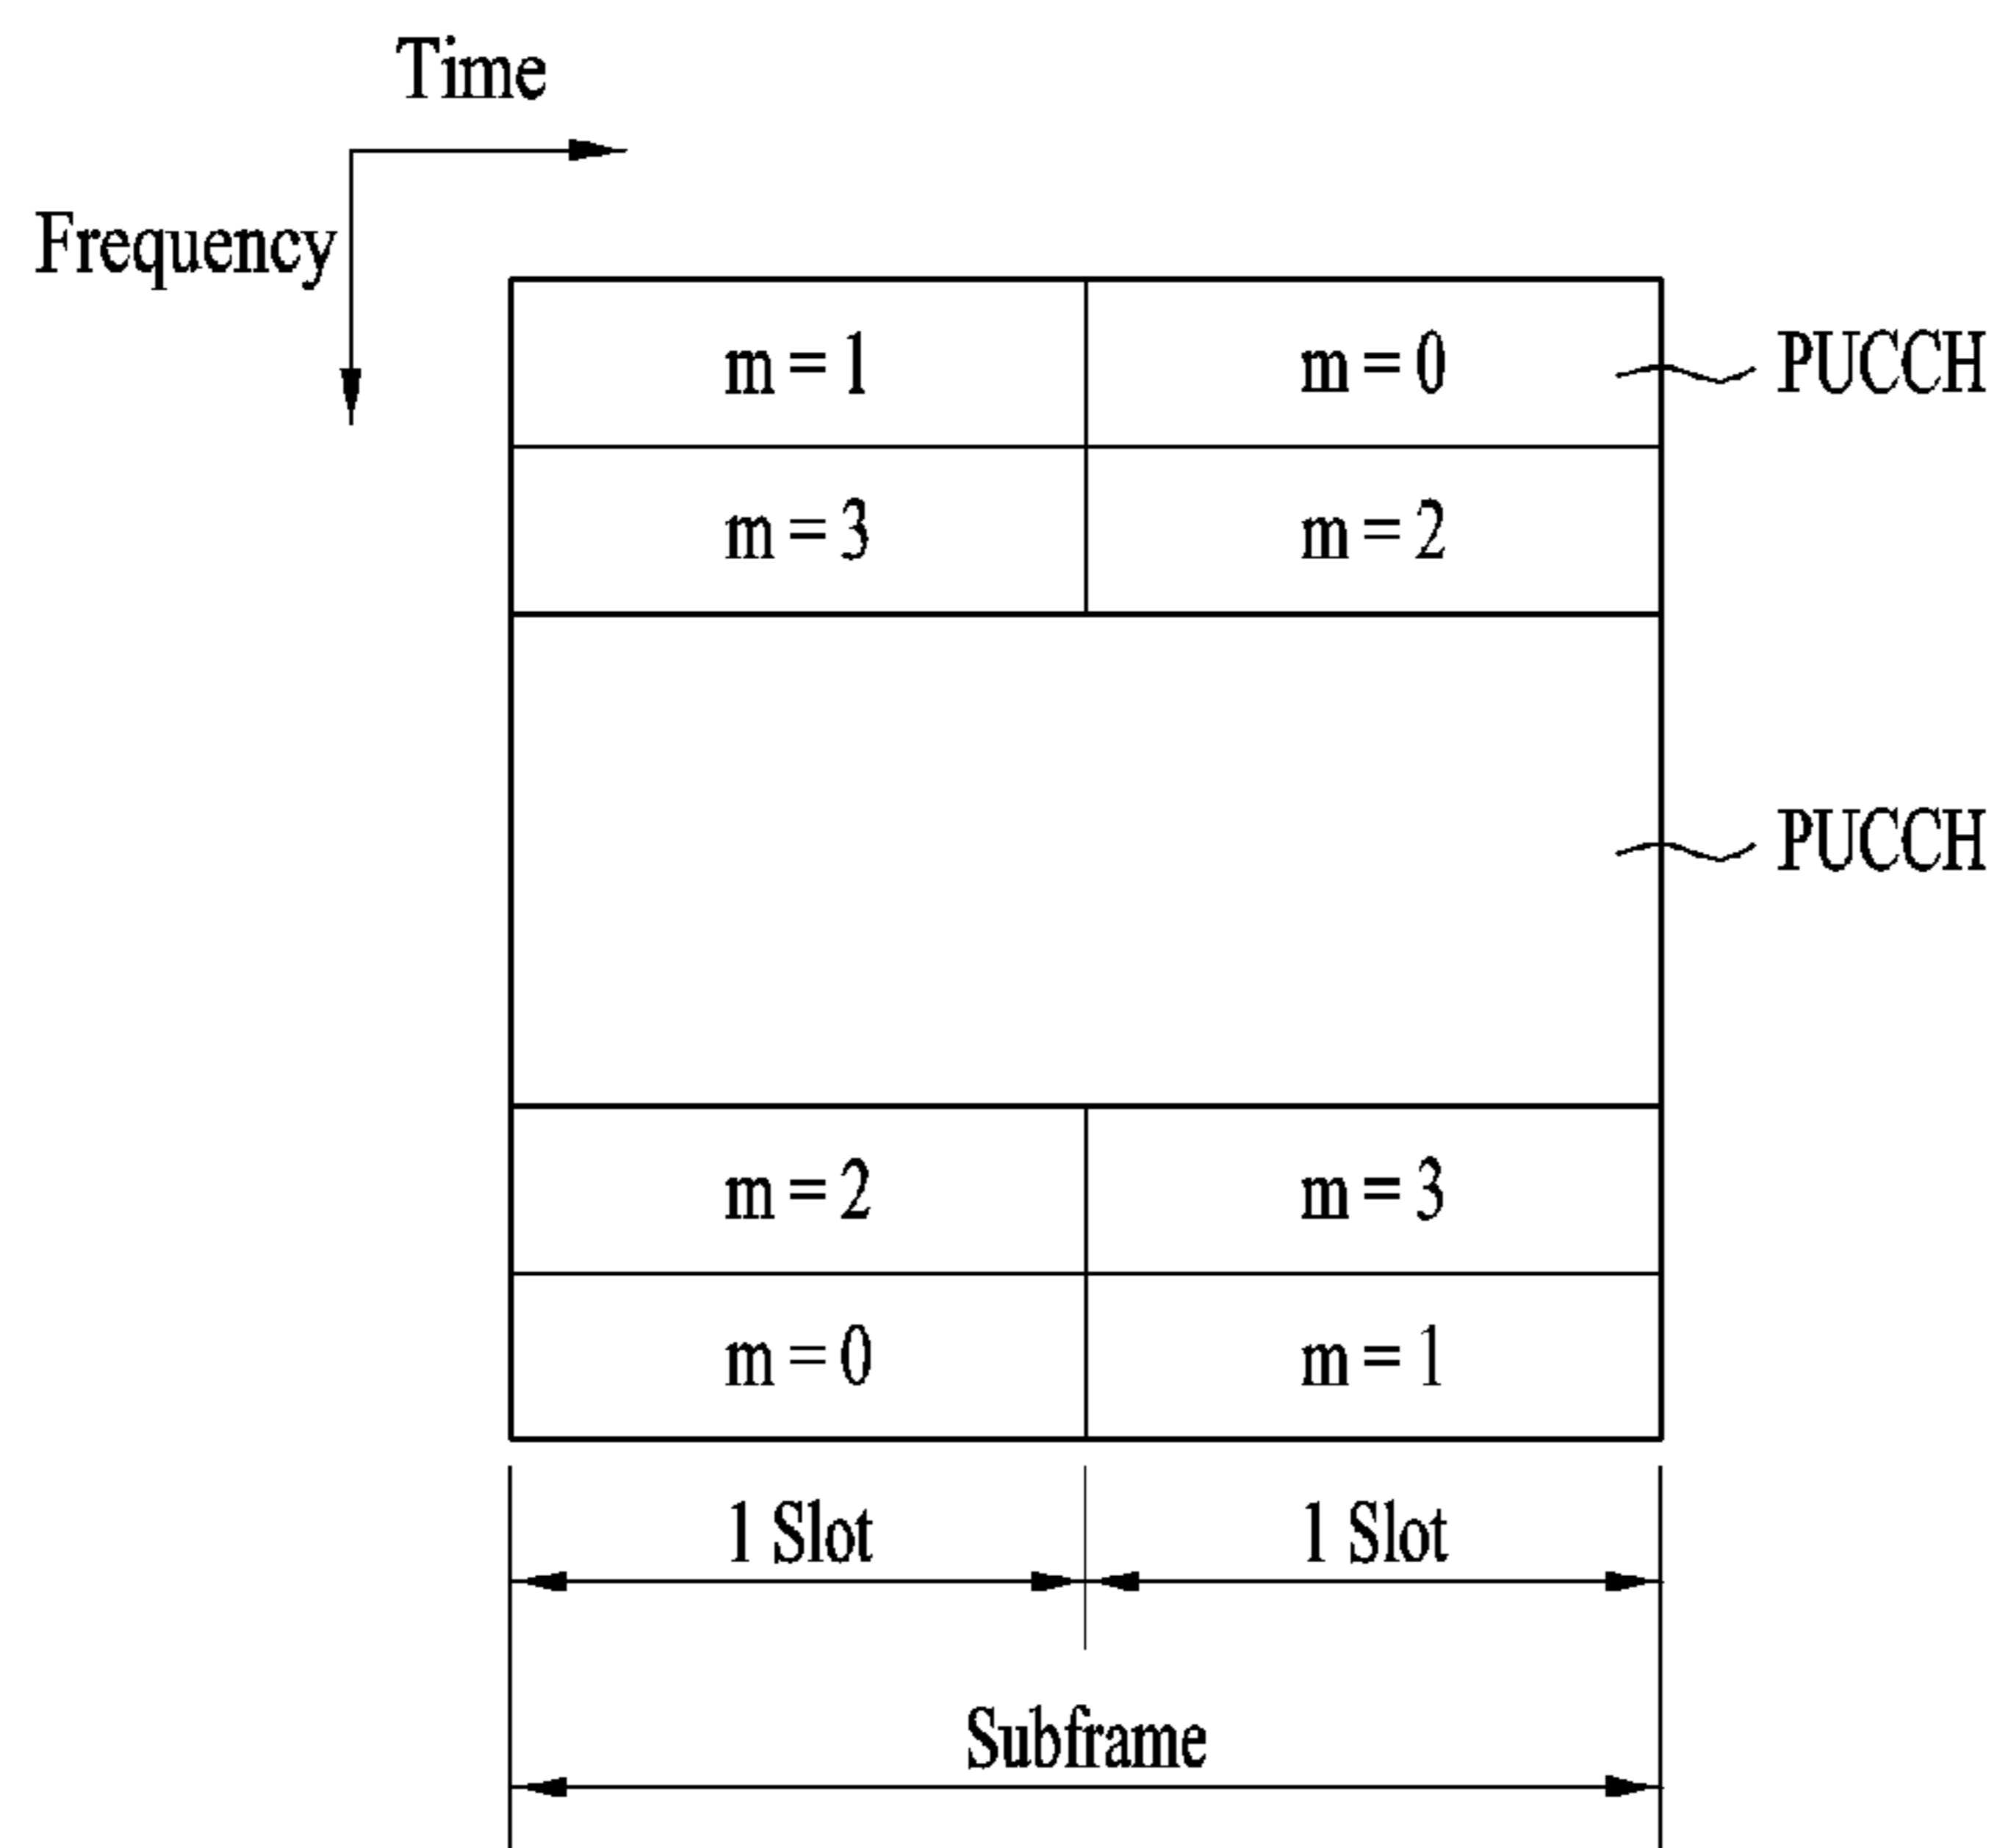 Time
Frequency
m = 1 m = 0 PUCCH
m = 3 m = 2
PUCCH
m = 2 m = 3
m = 0 m = 1
1 Slot 1 Slot
Subframe